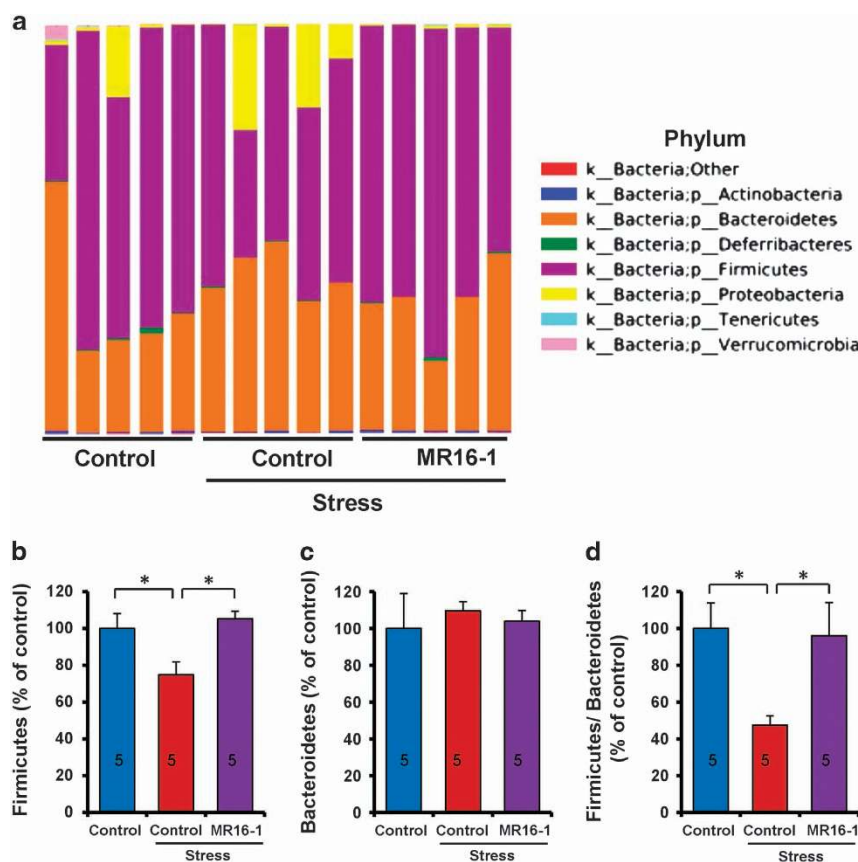 a
Phylum
k__Bacteria;Other
k__Bacteria;p__Actinobacteria
k__Bacteria;p__Bacteroidetes
k__Bacteria;p__Deferribacteres
k__Bacteria;p__Firmicutes
k__Bacteria;p__Proteobacteria
k__Bacteria;p__Tenericutes
k__Bacteria;p__Verrucomicrobia
Control Control MR16-1
Stress
b
Firmicutes (% of control)
120
100
80
60
40
20
0
5 5 5
Control Control MR16-1
Stress
c
Bacteroidetes (% of control)
120
100
80
60
40
20
0
5 5 5
Control Control MR16-1
Stress
d
Firmicutes/ Bacteroidetes
(% of control)
120
100
80
60
40
20
0
5 5 5
Control Control MR16-1
Stress